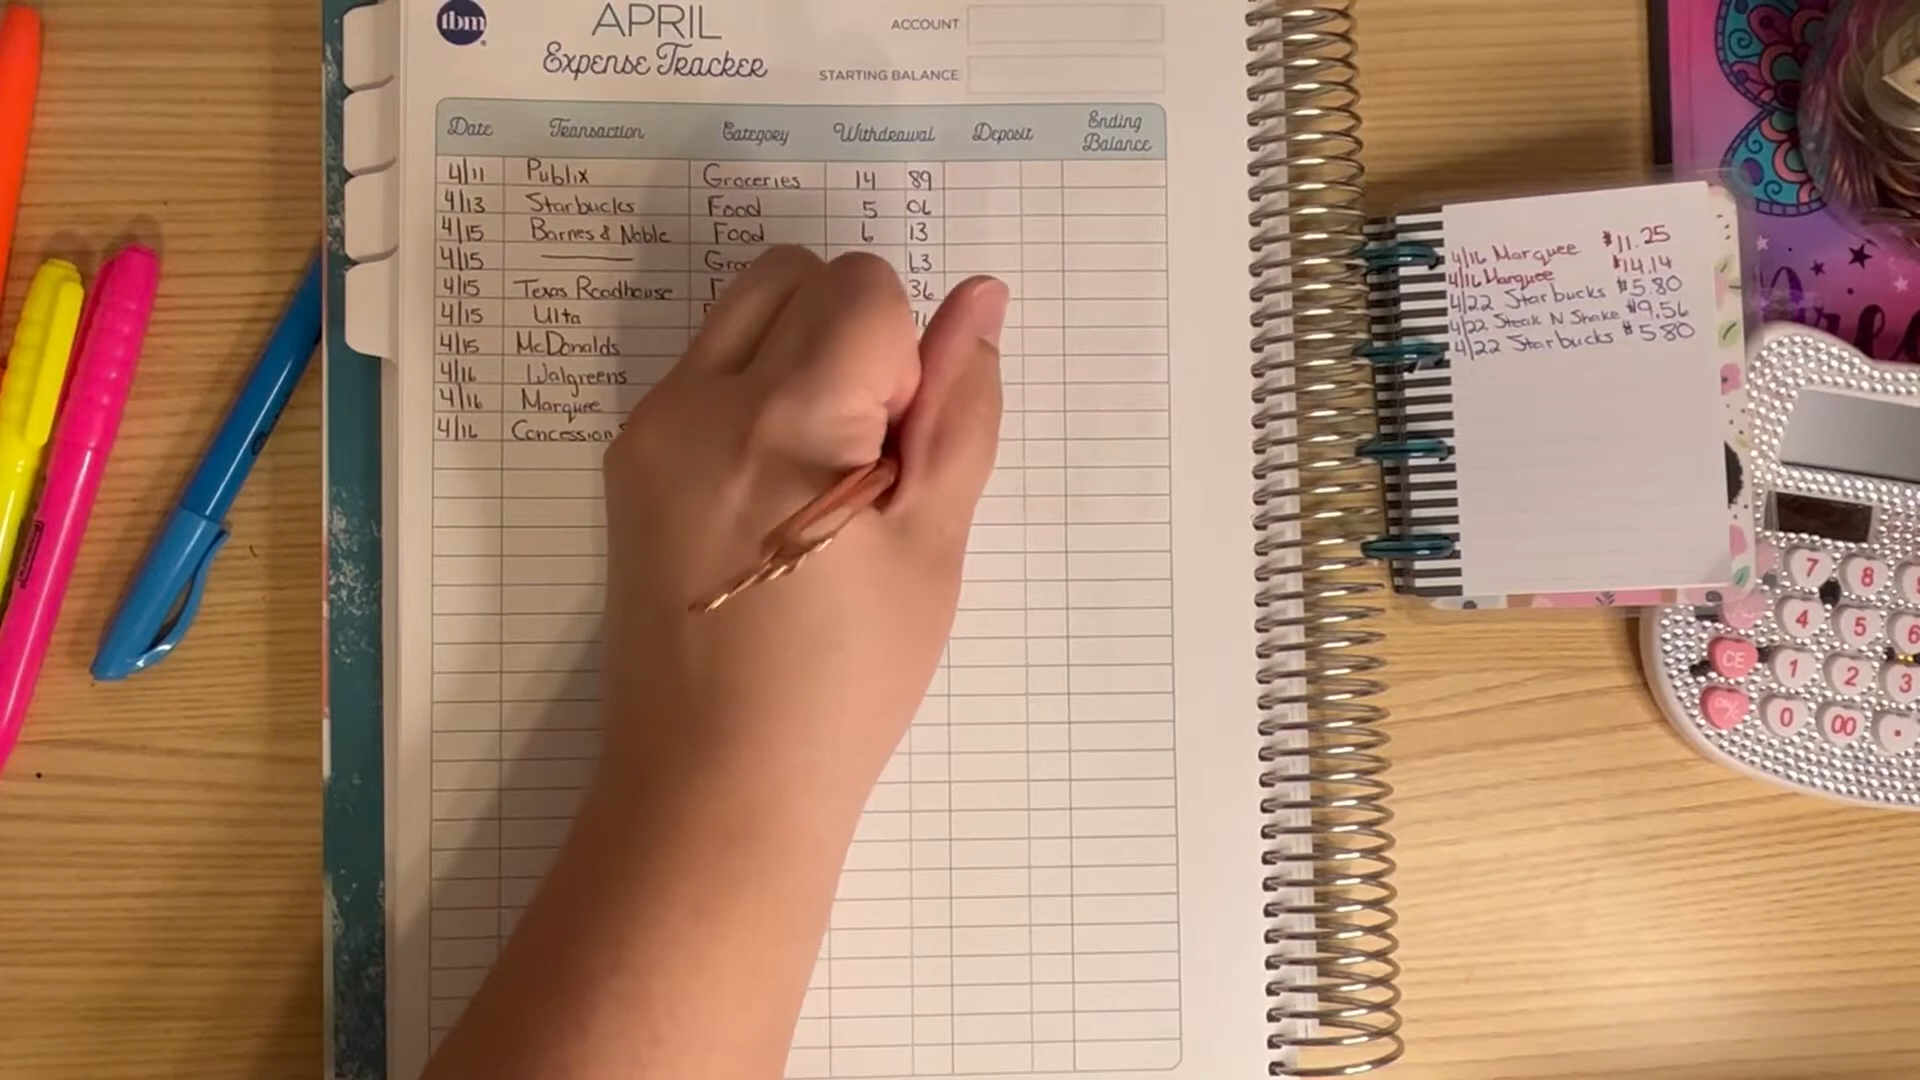 tbm
APRIL
Expense Tracker
ACCOUNT
STARTING BALANCE
Date Transaction Category Withdrawal Deposit Ending Balance
4/11 Publix Groceries 14 89
4/13 Starbucks Food 5 06
4/15 Barnes & Noble Food 6 13
4/15 63
4/15 Texas Roadhouse 36
4/15 Ulta
4/15 McDonalds
4/16 Walgreens
4/16 Marquee
4/16 Concession
4/16 Marquee $11.25
4/16 Marquee $14.14
4/22 Starbucks $5.80
4/22 Steak N Shake $9.56
4/22 Starbucks $5.80
7 8
4 5 6
CE 1 2 3
% 0 00 .